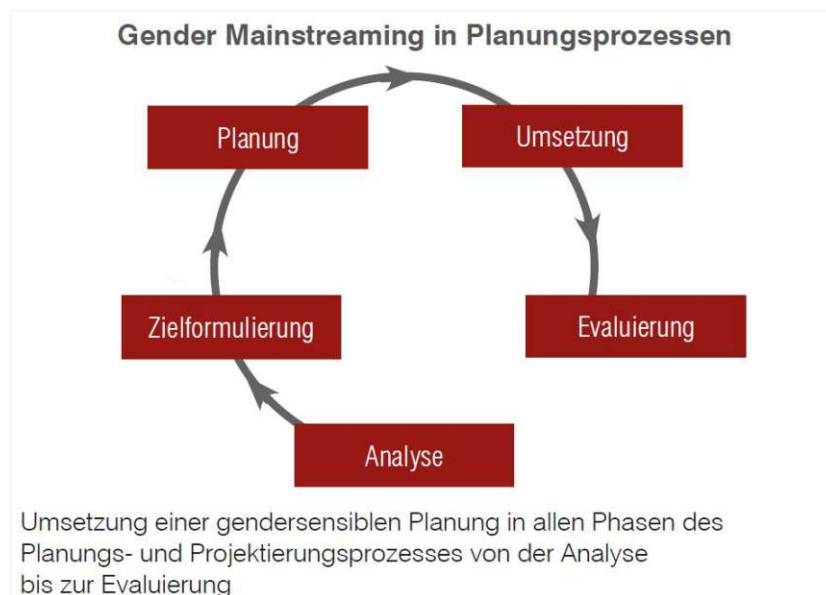 Gender Mainstreaming in Planungsprozessen
Planung
Umsetzung
Zielformulierung
Evaluierung
Analyse
Umsetzung einer gendersensiblen Planung in allen Phasen des
Planungs- und Projektierungsprozesses von der Analyse
bis zur Evaluierung